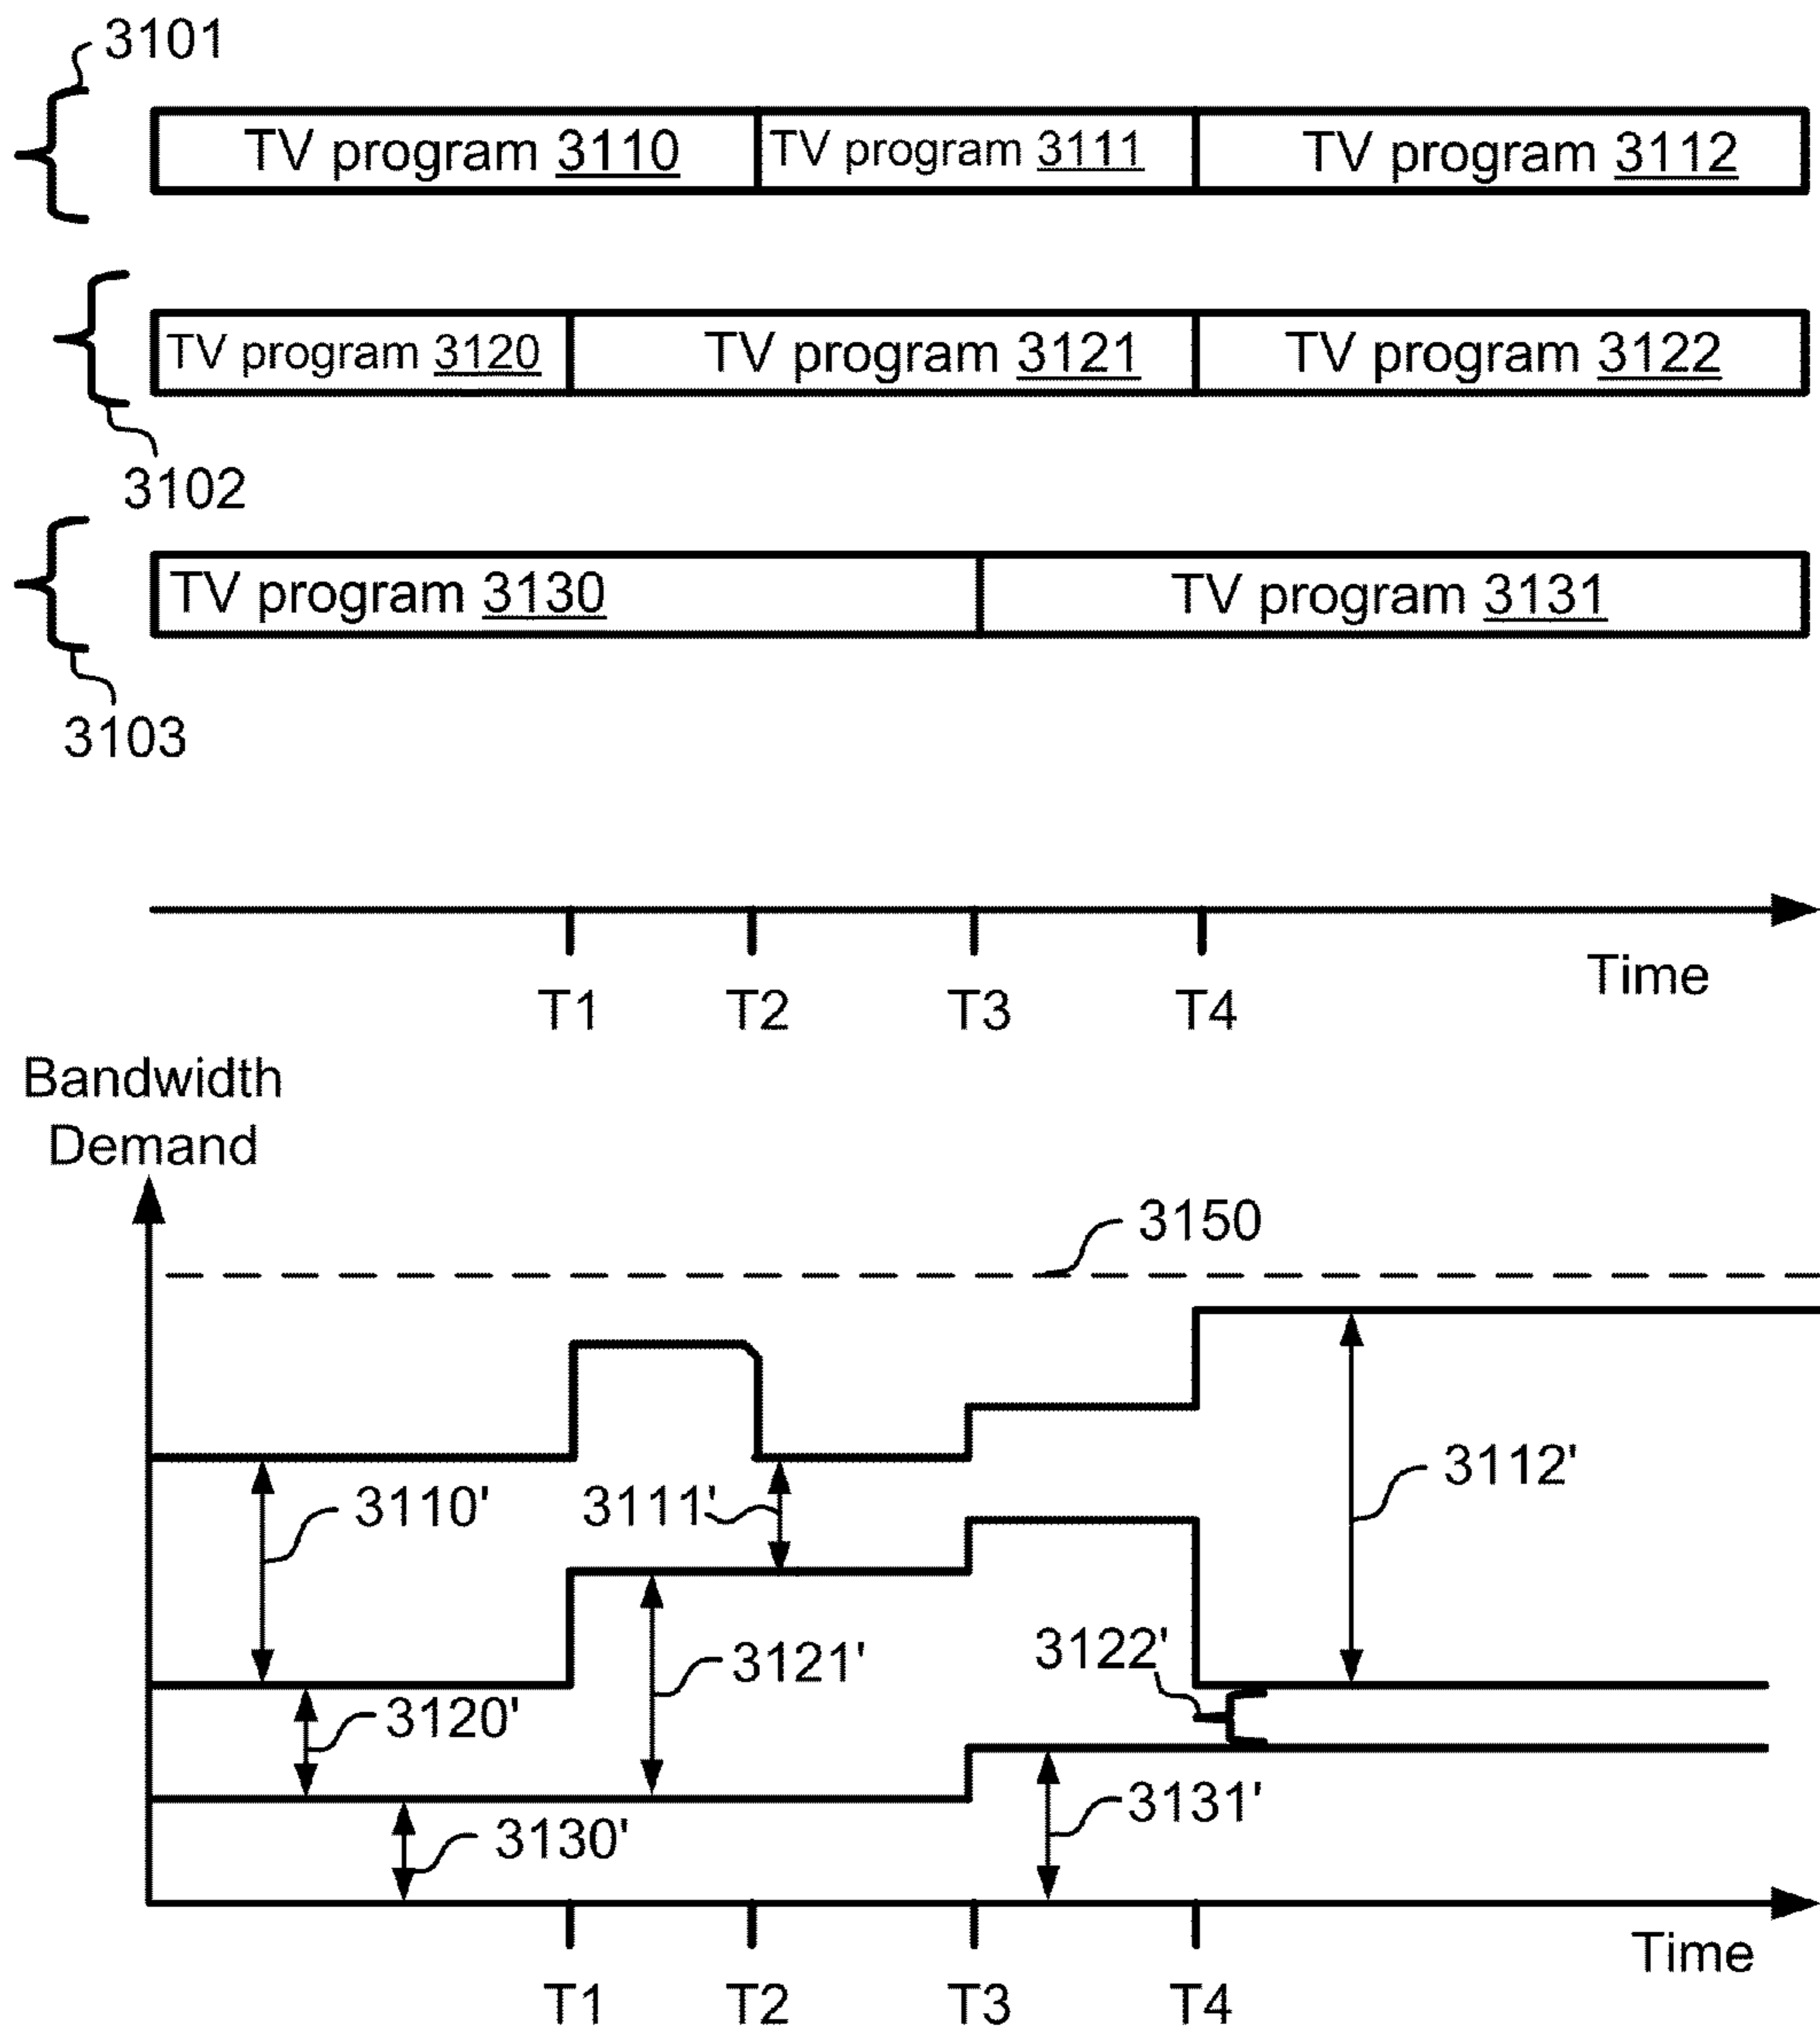 3101
TV program 3110 TV program 3111 TV program 3112
TV program 3120 TV program 3121 TV program 3122
3102
TV program 3130 TV program 3131
3103
Time
T1 T2 T3 T4
Bandwidth
Demand
3150
3112'
3110' 3111'
3122'
3121'
3120'
3131'
3130'
Time
T1 T2 T3 T4